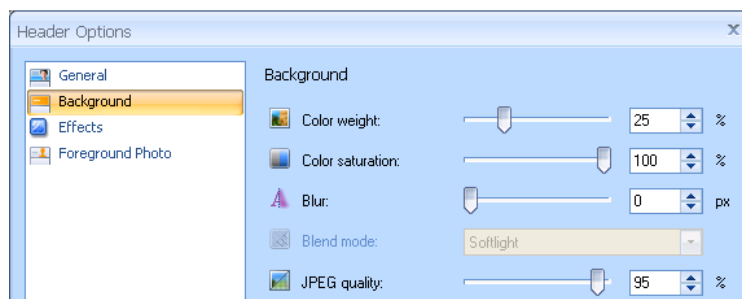 Header Options
General
Background
Effects
Foreground Photo
Background
Color weight: 25 %
Color saturation: 100 %
Blur: 0 px
Blend mode: Softlight
JPEG quality: 95 %